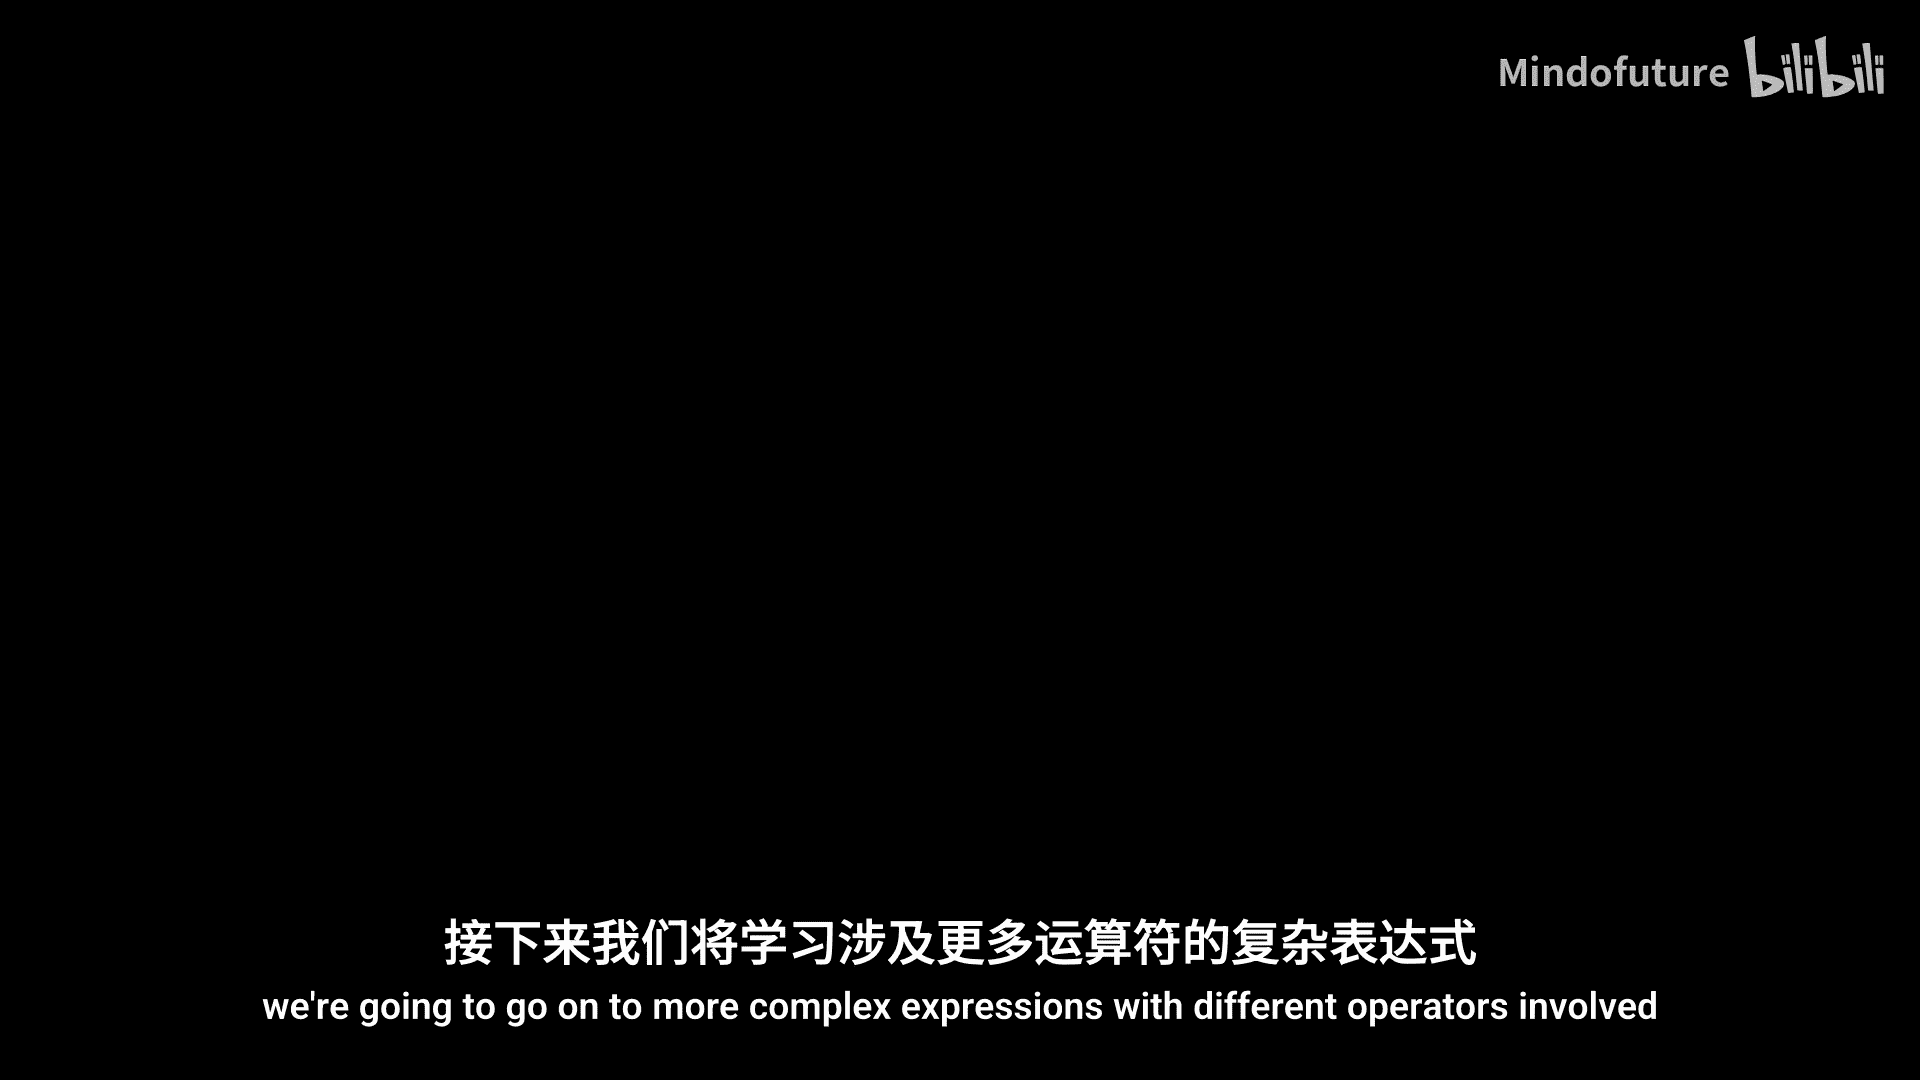 Mindofuture bilibili
接下来我们将学习涉及更多运算符的复杂表达式
we're going to go on to more complex expressions with different operators involved